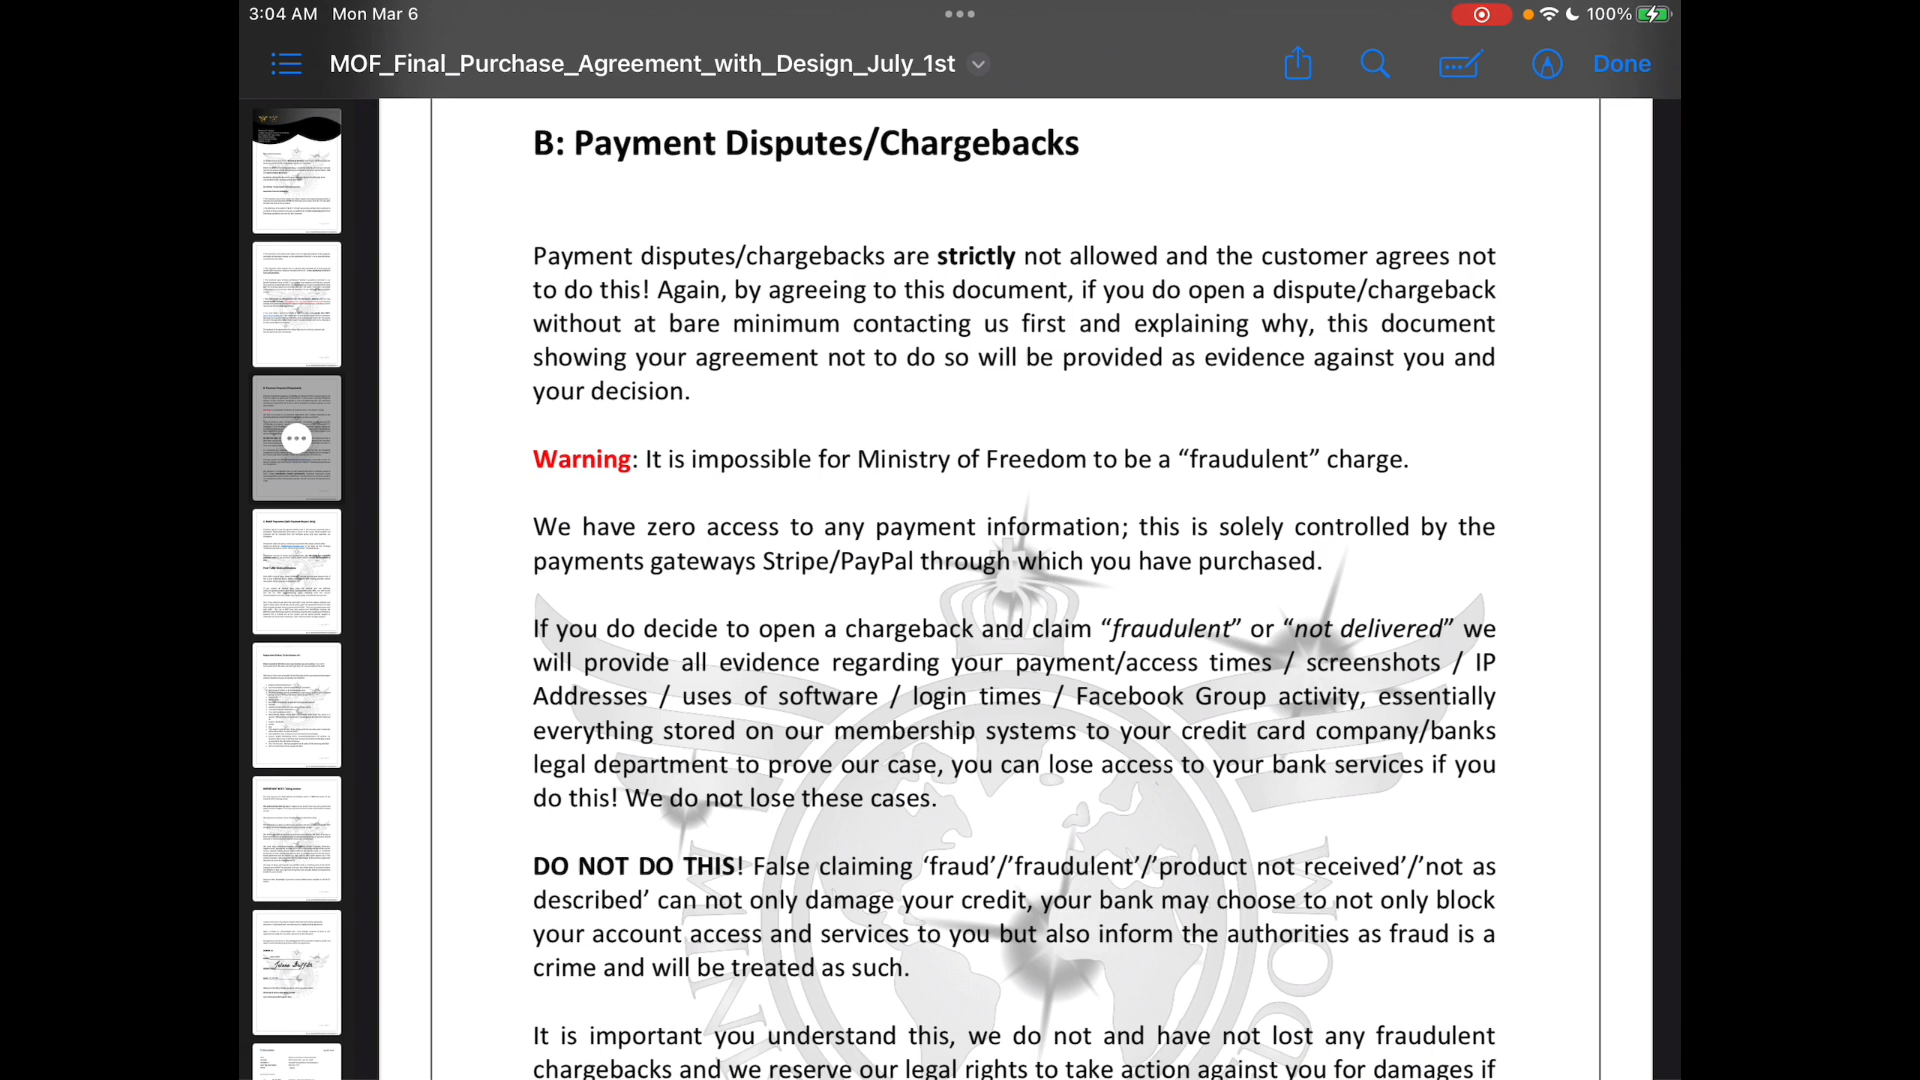 3:04 AM Mon Mar 6
100%
MOF_Final_Purchase_Agreement_with_Design_July_1st
Done
B: Payment Disputes/Chargebacks
Payment disputes/chargebacks are strictly not allowed and the customer agrees not
to do this! Again, by agreeing to this document, if you do open a dispute/chargeback
without at bare minimum contacting us first and explaining why, this document
showing your agreement not to do so will be provided as evidence against you and
your decision.
Warning: It is impossible for Ministry of Freedom to be a “fraudulent” charge.
We have zero access to any payment information; this is solely controlled by the
payments gateways Stripe/PayPal through which you have purchased.
If you do decide to open a chargeback and claim “fraudulent” or “not delivered” we
will provide all evidence regarding your payment/access times / screenshots / IP
Addresses / uses of software / login times / Facebook Group activity, essentially
everything stored on our membership systems to your credit card company/banks
legal department to prove our case, you can lose access to your bank services if you
do this! We do not lose these cases.
DO NOT DO THIS! False claiming ‘fraud’/’fraudulent’/’product not received’/’not as
described’ can not only damage your credit, your bank may choose to not only block
your account access and services to you but also inform the authorities as fraud is a
crime and will be treated as such.
It is important you understand this, we do not and have not lost any fraudulent
chargebacks and we reserve our legal rights to take action against you for damages if